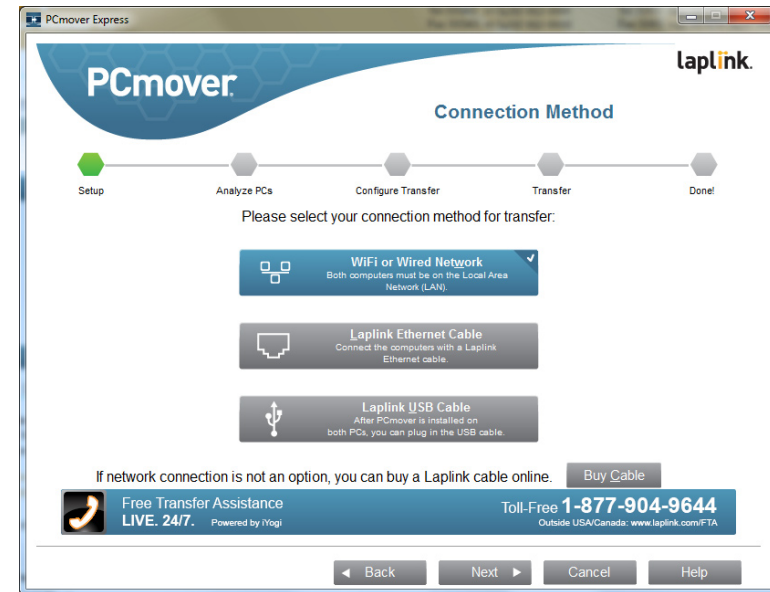 PCmover Express
PCmover.
laplink.
Connection Method
Setup
Analyze PCs
Configure Transfer
Transfer
Done!
Please select your connection method for transfer:
WiFi or Wired Network
Both computers must be on the Local Area
Network (LAN).
Laplink Ethernet Cable
Connect the computers with a Laplink
Ethernet cable.
Laplink USB Cable
After PCmover is installed on
both PCs, you can plug in the USB cable.
If network connection is not an option, you can buy a Laplink cable online.
Buy Cable
Free Transfer Assistance
LIVE. 24/7. Powered by iYogi
Toll-Free 1-877-904-9644
Outside USA/Canada: www.laplink.com/FTA
Back
Next
Cancel
Help